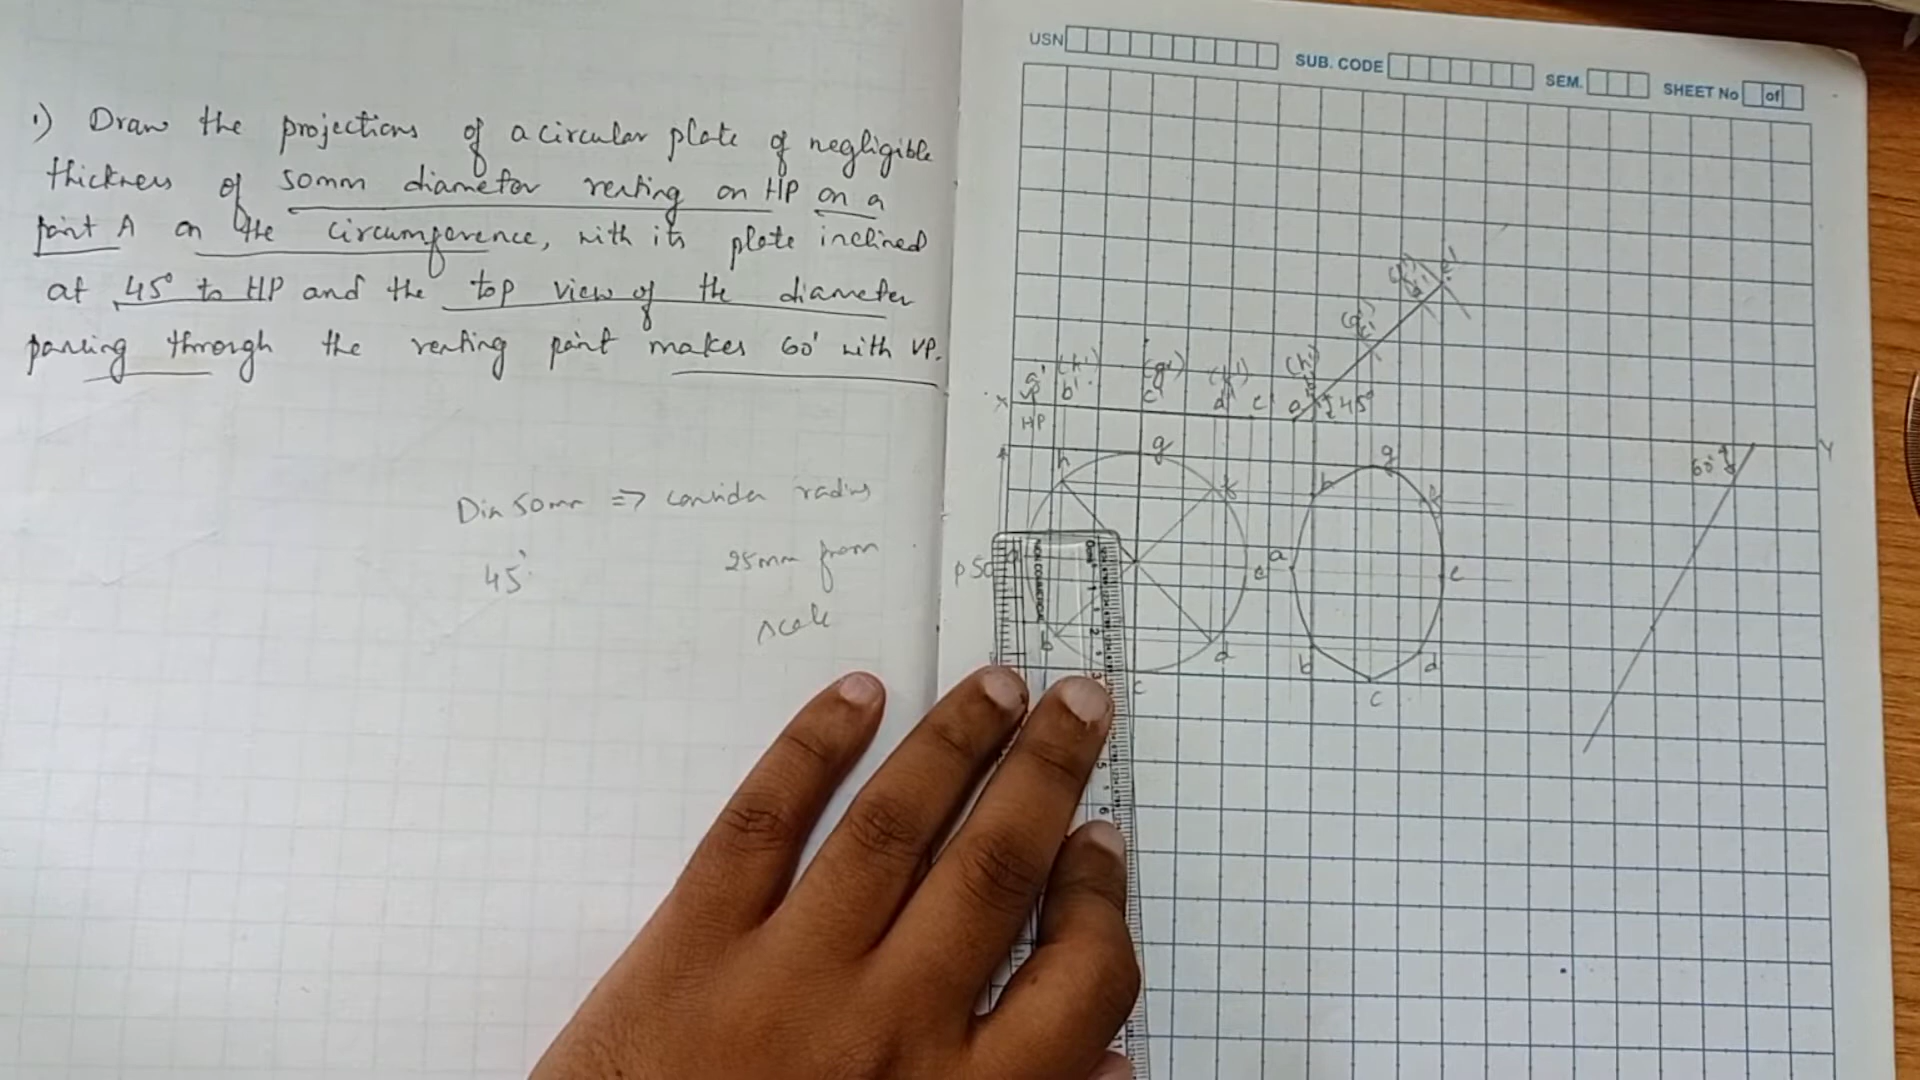 1) Draw the projections of a circular plate of negligible
thickness of 50mm diameter resting on HP on a
point A on the circumference, with its plate inclined
at 45° to HP and the top view of the diameter
passing through the resting point makes 60° with VP.
Dia 50mm => consider radius
25mm from
scale
45°
USN
SUB. CODE
SEM.
SHEET No of
e'
(g')
c'
(h')
45°
a' (h') (g') (f')
b' c' d' e' a'
X VP
HP
Y
60°
h g f
g
h f
a e
e
b d
c
b d
c